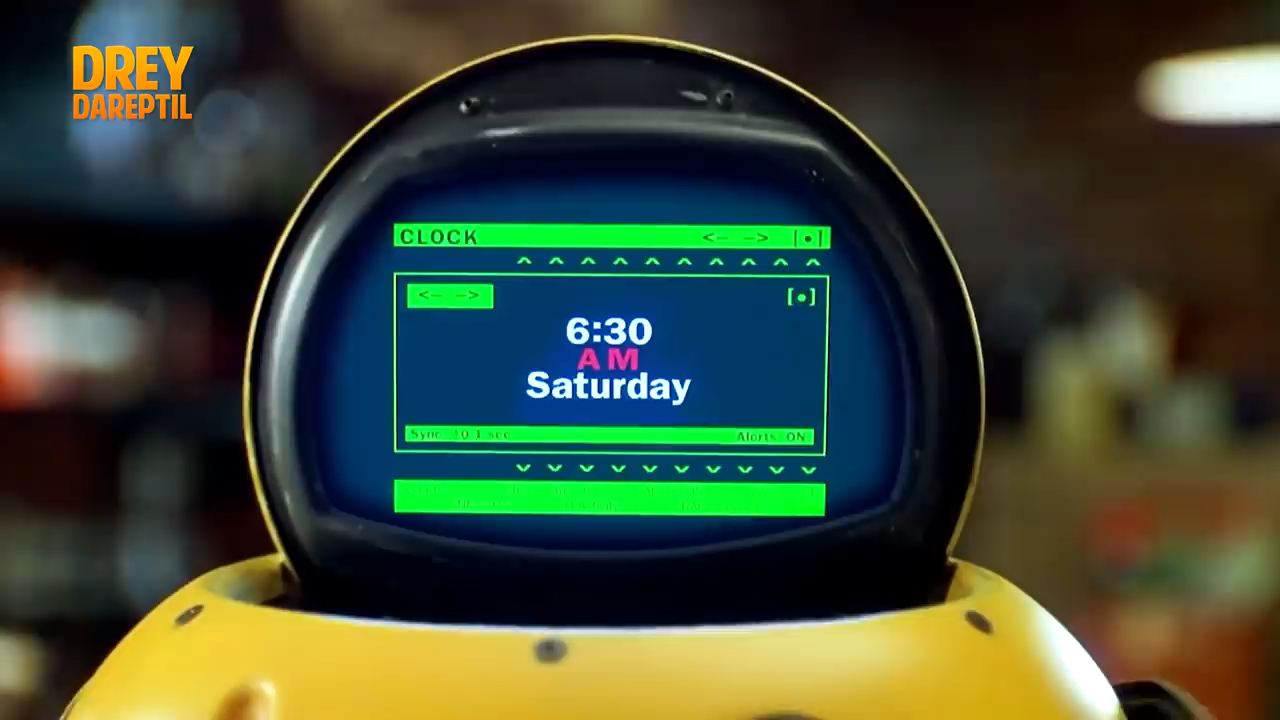 DREY
DAREPTIL
CLOCK <- -> [•]
^ ^ ^ ^ ^ ^ ^ ^ ^ ^
<- -> [•]
6:30
AM
Saturday
Alerts: ON